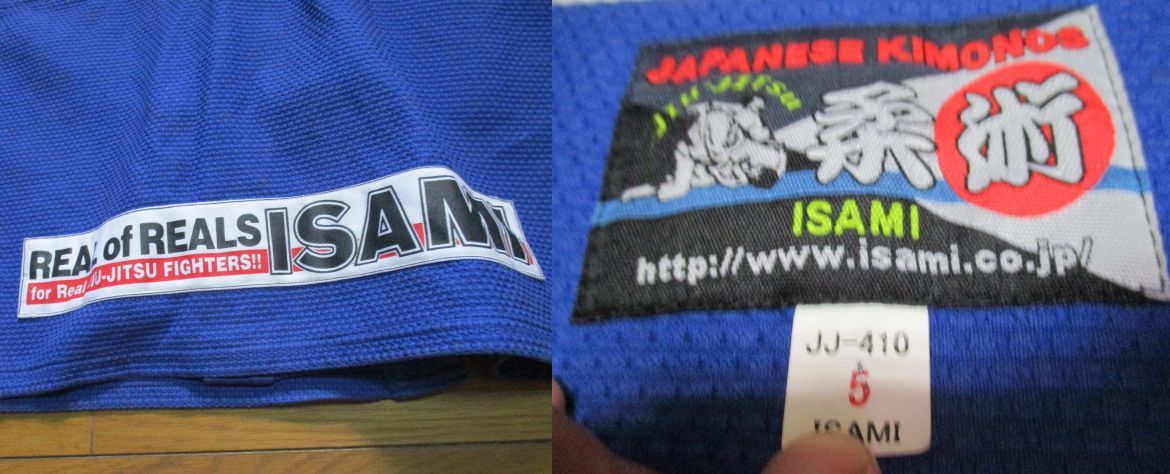 REAL of REALS
for Real JIU-JITSU FIGHTERS!!
ISAMI
JAPANESE KIMONOS
JIU-JITSU
柔術
ISAMI
http://www.isami.co.jp/
JJ-410
5
ISAMI